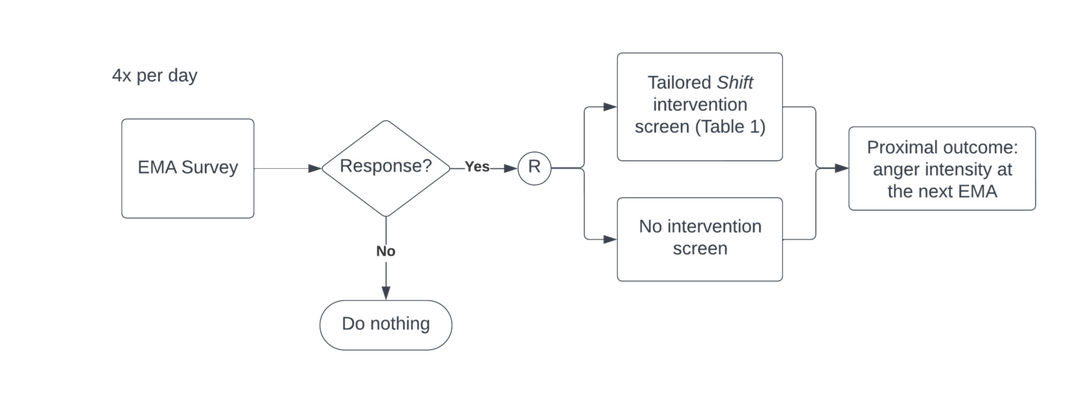 4x per day
EMA Survey
Response?
Yes
R
Tailored Shift
intervention
screen (Table 1)
No intervention
screen
Proximal outcome:
anger intensity at
the next EMA
No
Do nothing